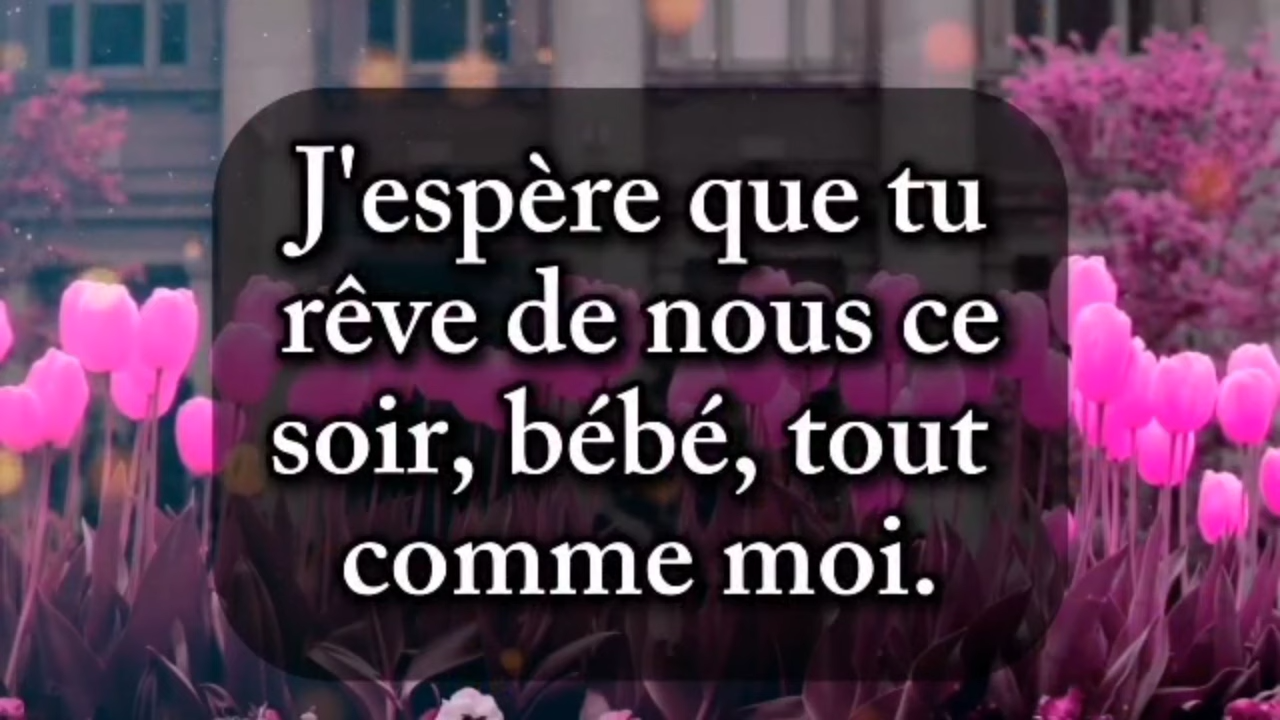 J'espère que tu
rêve de nous ce
soir, bébé, tout
comme moi.